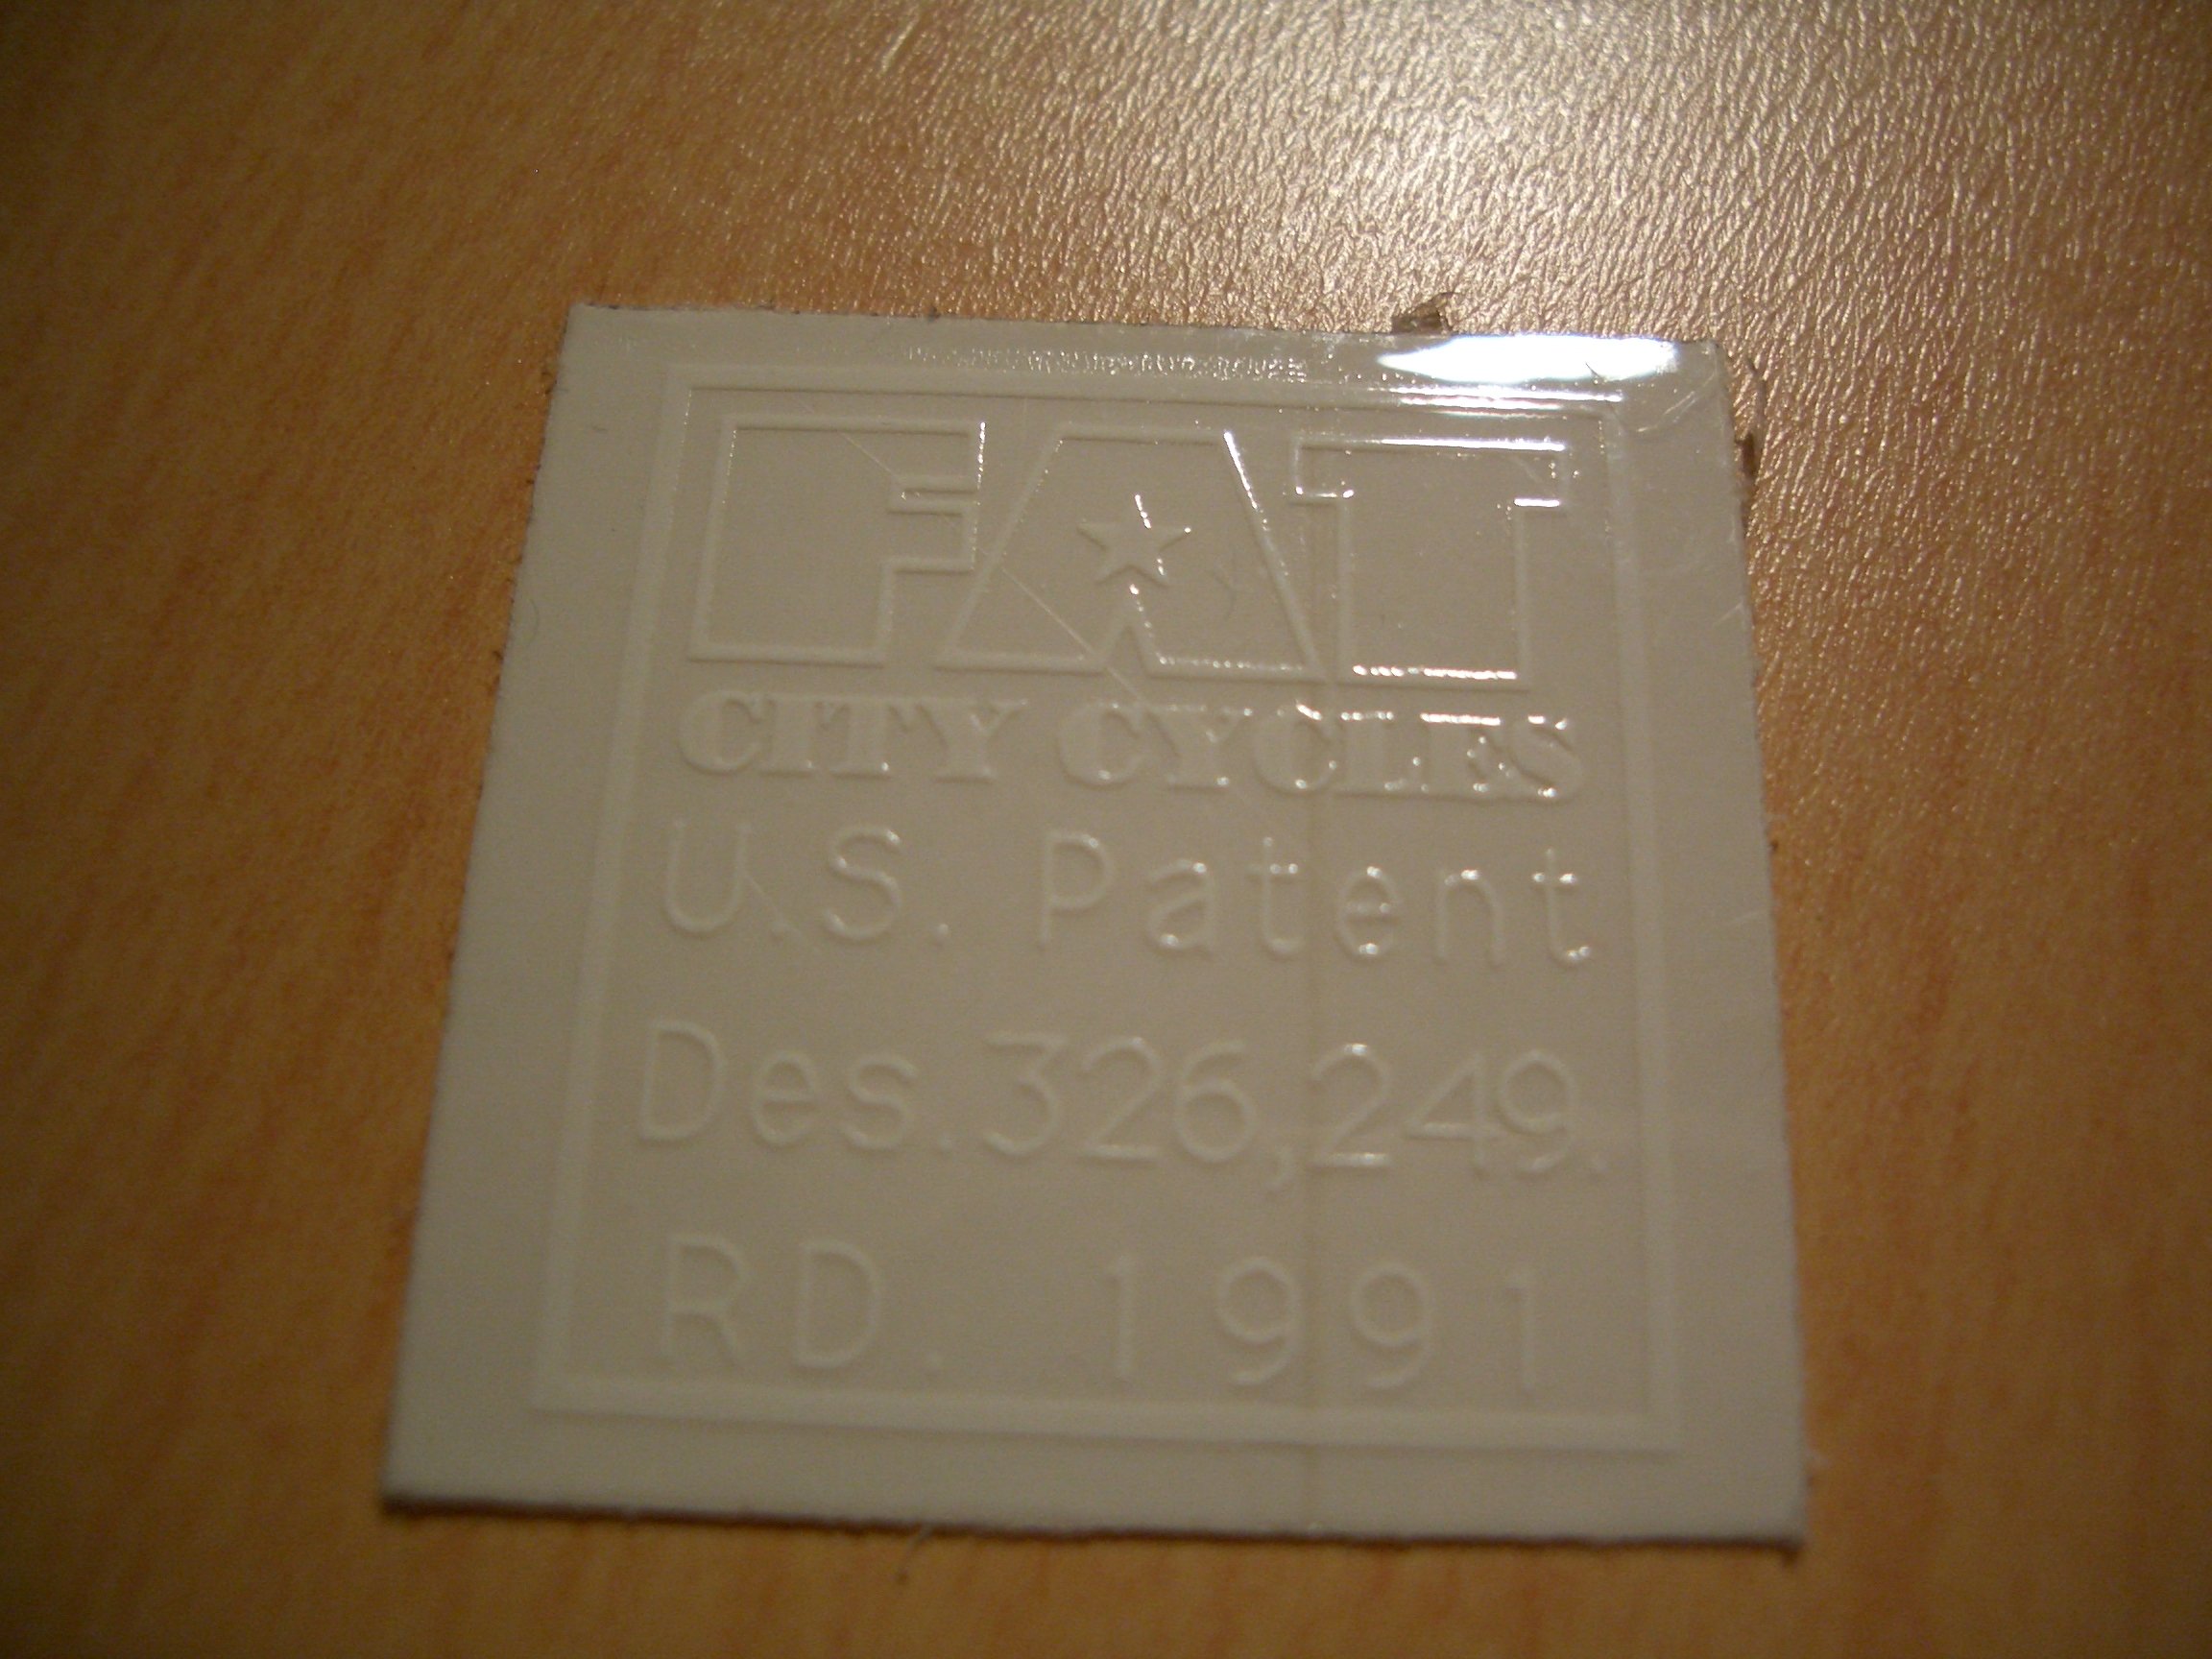 FAT
CITY CYCLES
U.S. Patent
Des.326,249.
RD. 1991